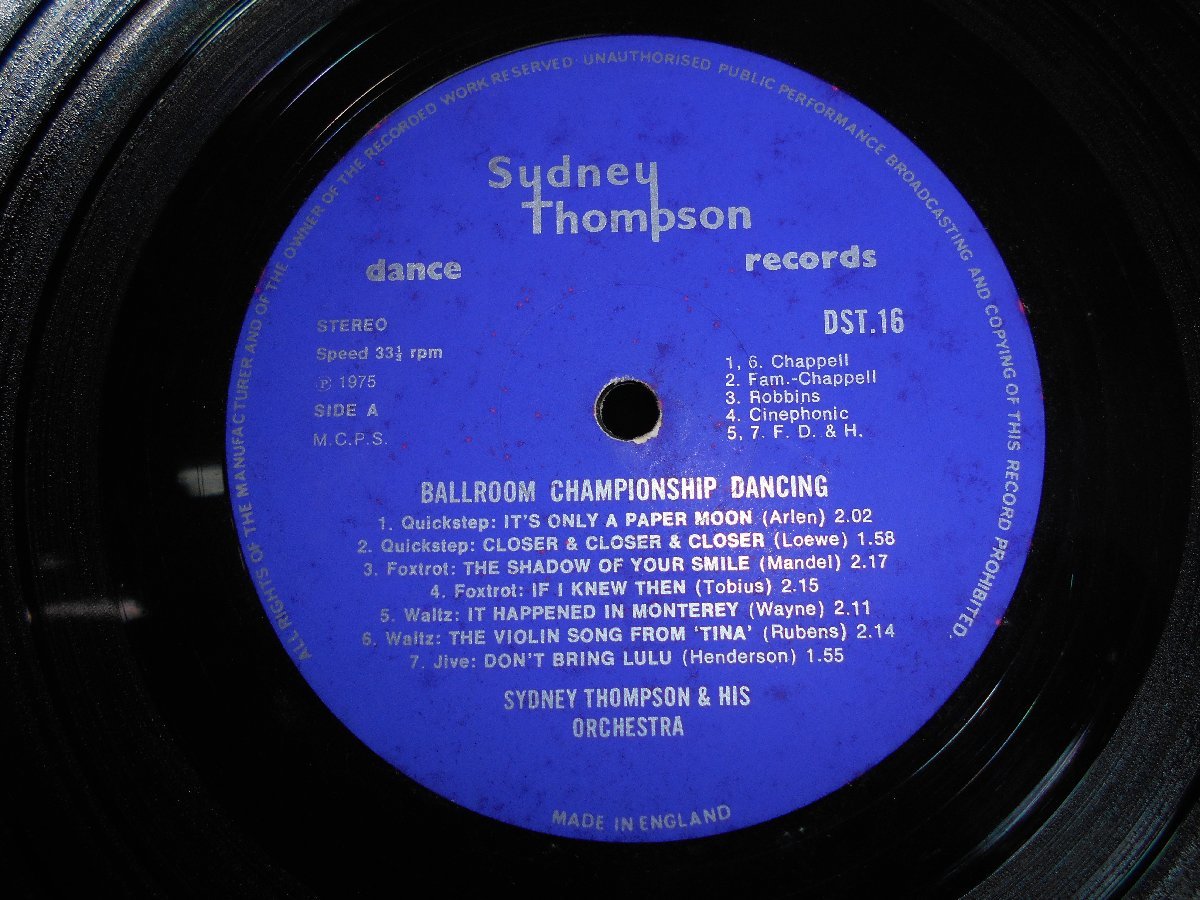 ALL RIGHTS OF THE MANUFACTURER AND OF THE OWNER OF THE RECORDED WORK RESERVED · UNAUTHORISED PUBLIC PERFORMANCE BROADCASTING AND COPYING OF THIS RECORD PROHIBITED.
Sydney
Thompson
dance records
STEREO
Speed 33⅓ rpm
Ⓟ 1975
SIDE A
M.C.P.S.
DST.16
1, 6. Chappell
2. Fam.-Chappell
3. Robbins
4. Cinephonic
5, 7. F. D. & H.
BALLROOM CHAMPIONSHIP DANCING
1. Quickstep: IT'S ONLY A PAPER MOON (Arlen) 2.02
2. Quickstep: CLOSER & CLOSER & CLOSER (Loewe) 1.58
3. Foxtrot: THE SHADOW OF YOUR SMILE (Mandel) 2.17
4. Foxtrot: IF I KNEW THEN (Tobius) 2.15
5. Waltz: IT HAPPENED IN MONTEREY (Wayne) 2.11
6. Waltz: THE VIOLIN SONG FROM 'TINA' (Rubens) 2.14
7. Jive: DON'T BRING LULU (Henderson) 1.55
SYDNEY THOMPSON & HIS
ORCHESTRA
MADE IN ENGLAND